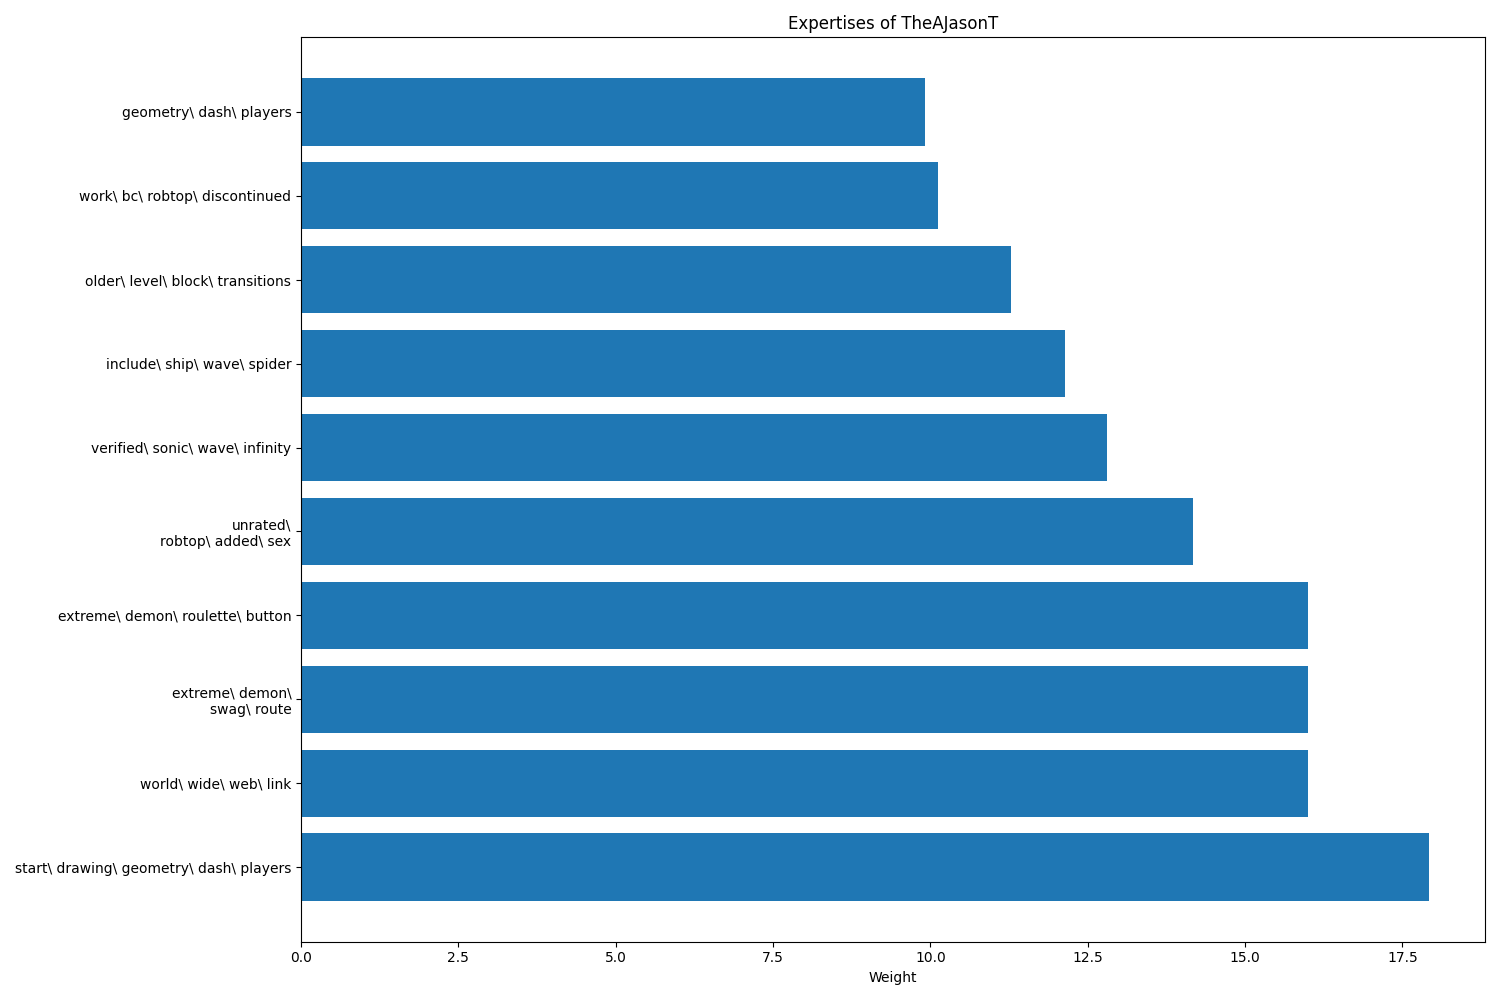 Expertises of TheAJasonT
geometry\ dash\ players
work\ bc\ robtop\ discontinued
older\ level\ block\ transitions
include\ ship\ wave\ spider
verified\ sonic\ wave\ infinity
unrated\
robtop\ added\ sex
extreme\ demon\ roulette\ button
extreme\ demon\
swag\ route
world\ wide\ web\ link
start\ drawing\ geometry\ dash\ players
0.0 2.5 5.0 7.5 10.0 12.5 15.0 17.5
Weight